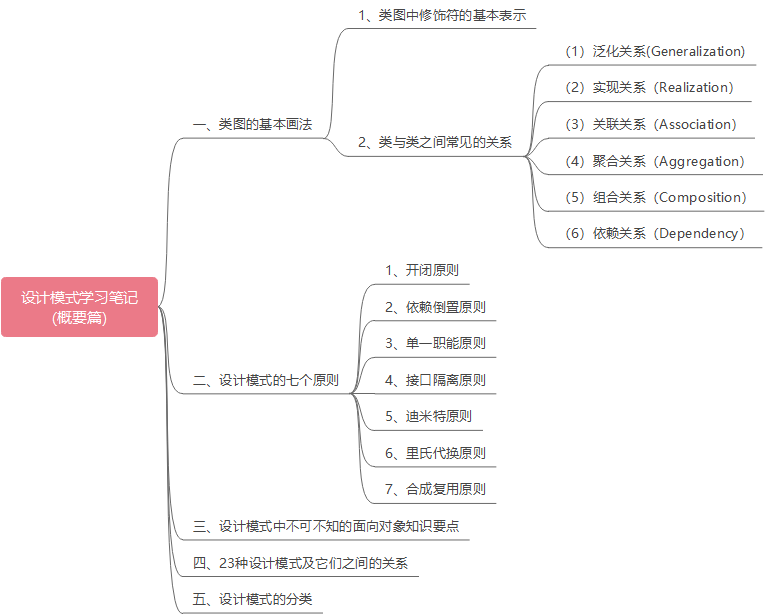 设计模式学习笔记
(概要篇)
一、类图的基本画法
1、类图中修饰符的基本表示
2、类与类之间常见的关系
（1）泛化关系(Generalization)
（2）实现关系（Realization）
（3）关联关系（Association）
（4）聚合关系（Aggregation）
（5）组合关系（Composition）
（6）依赖关系（Dependency）
二、设计模式的七个原则
1、开闭原则
2、依赖倒置原则
3、单一职能原则
4、接口隔离原则
5、迪米特原则
6、里氏代换原则
7、合成复用原则
三、设计模式中不可不知的面向对象知识要点
四、23种设计模式及它们之间的关系
五、设计模式的分类